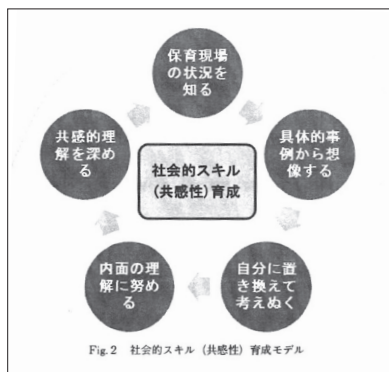 保育現場
の状況を
知る
具体的事
例から想
像する
自分に置
き換えて
考えぬく
内面の理
解に努め
る
共感的理
解を深め
る
社会的スキル
(共感性) 育成
Fig. 2 社会的スキル (共感性) 育成モデル